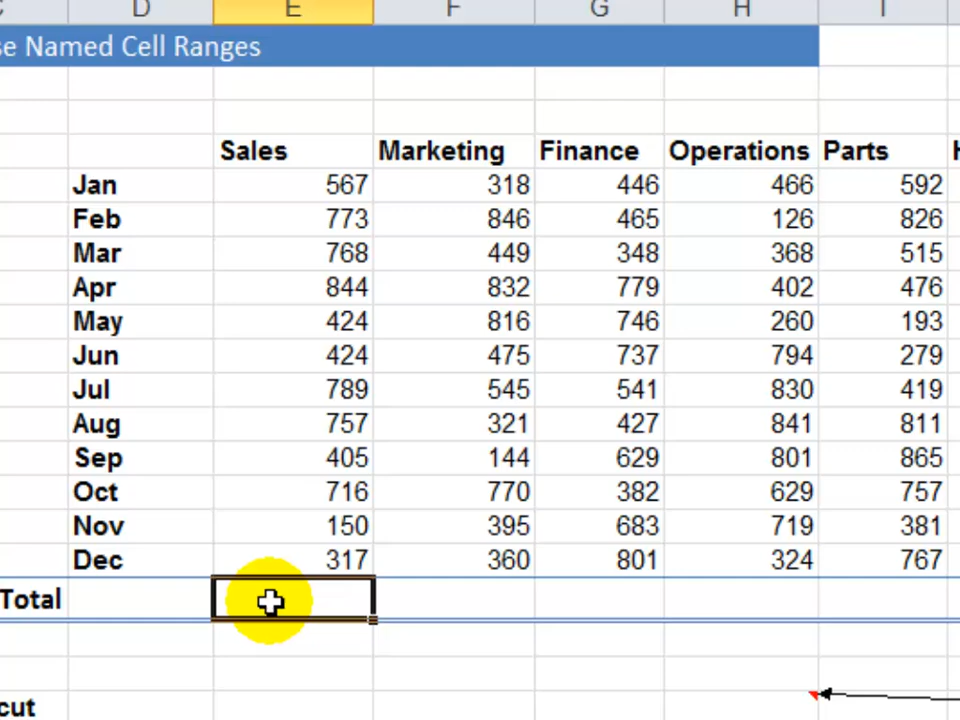 D E F G H I
se Named Cell Ranges
Sales Marketing Finance Operations Parts
Jan 567 318 446 466 592
Feb 773 846 465 126 826
Mar 768 449 348 368 515
Apr 844 832 779 402 476
May 424 816 746 260 193
Jun 424 475 737 794 279
Jul 789 545 541 830 419
Aug 757 321 427 841 811
Sep 405 144 629 801 865
Oct 716 770 382 629 757
Nov 150 395 683 719 381
Dec 317 360 801 324 767
Total
cut